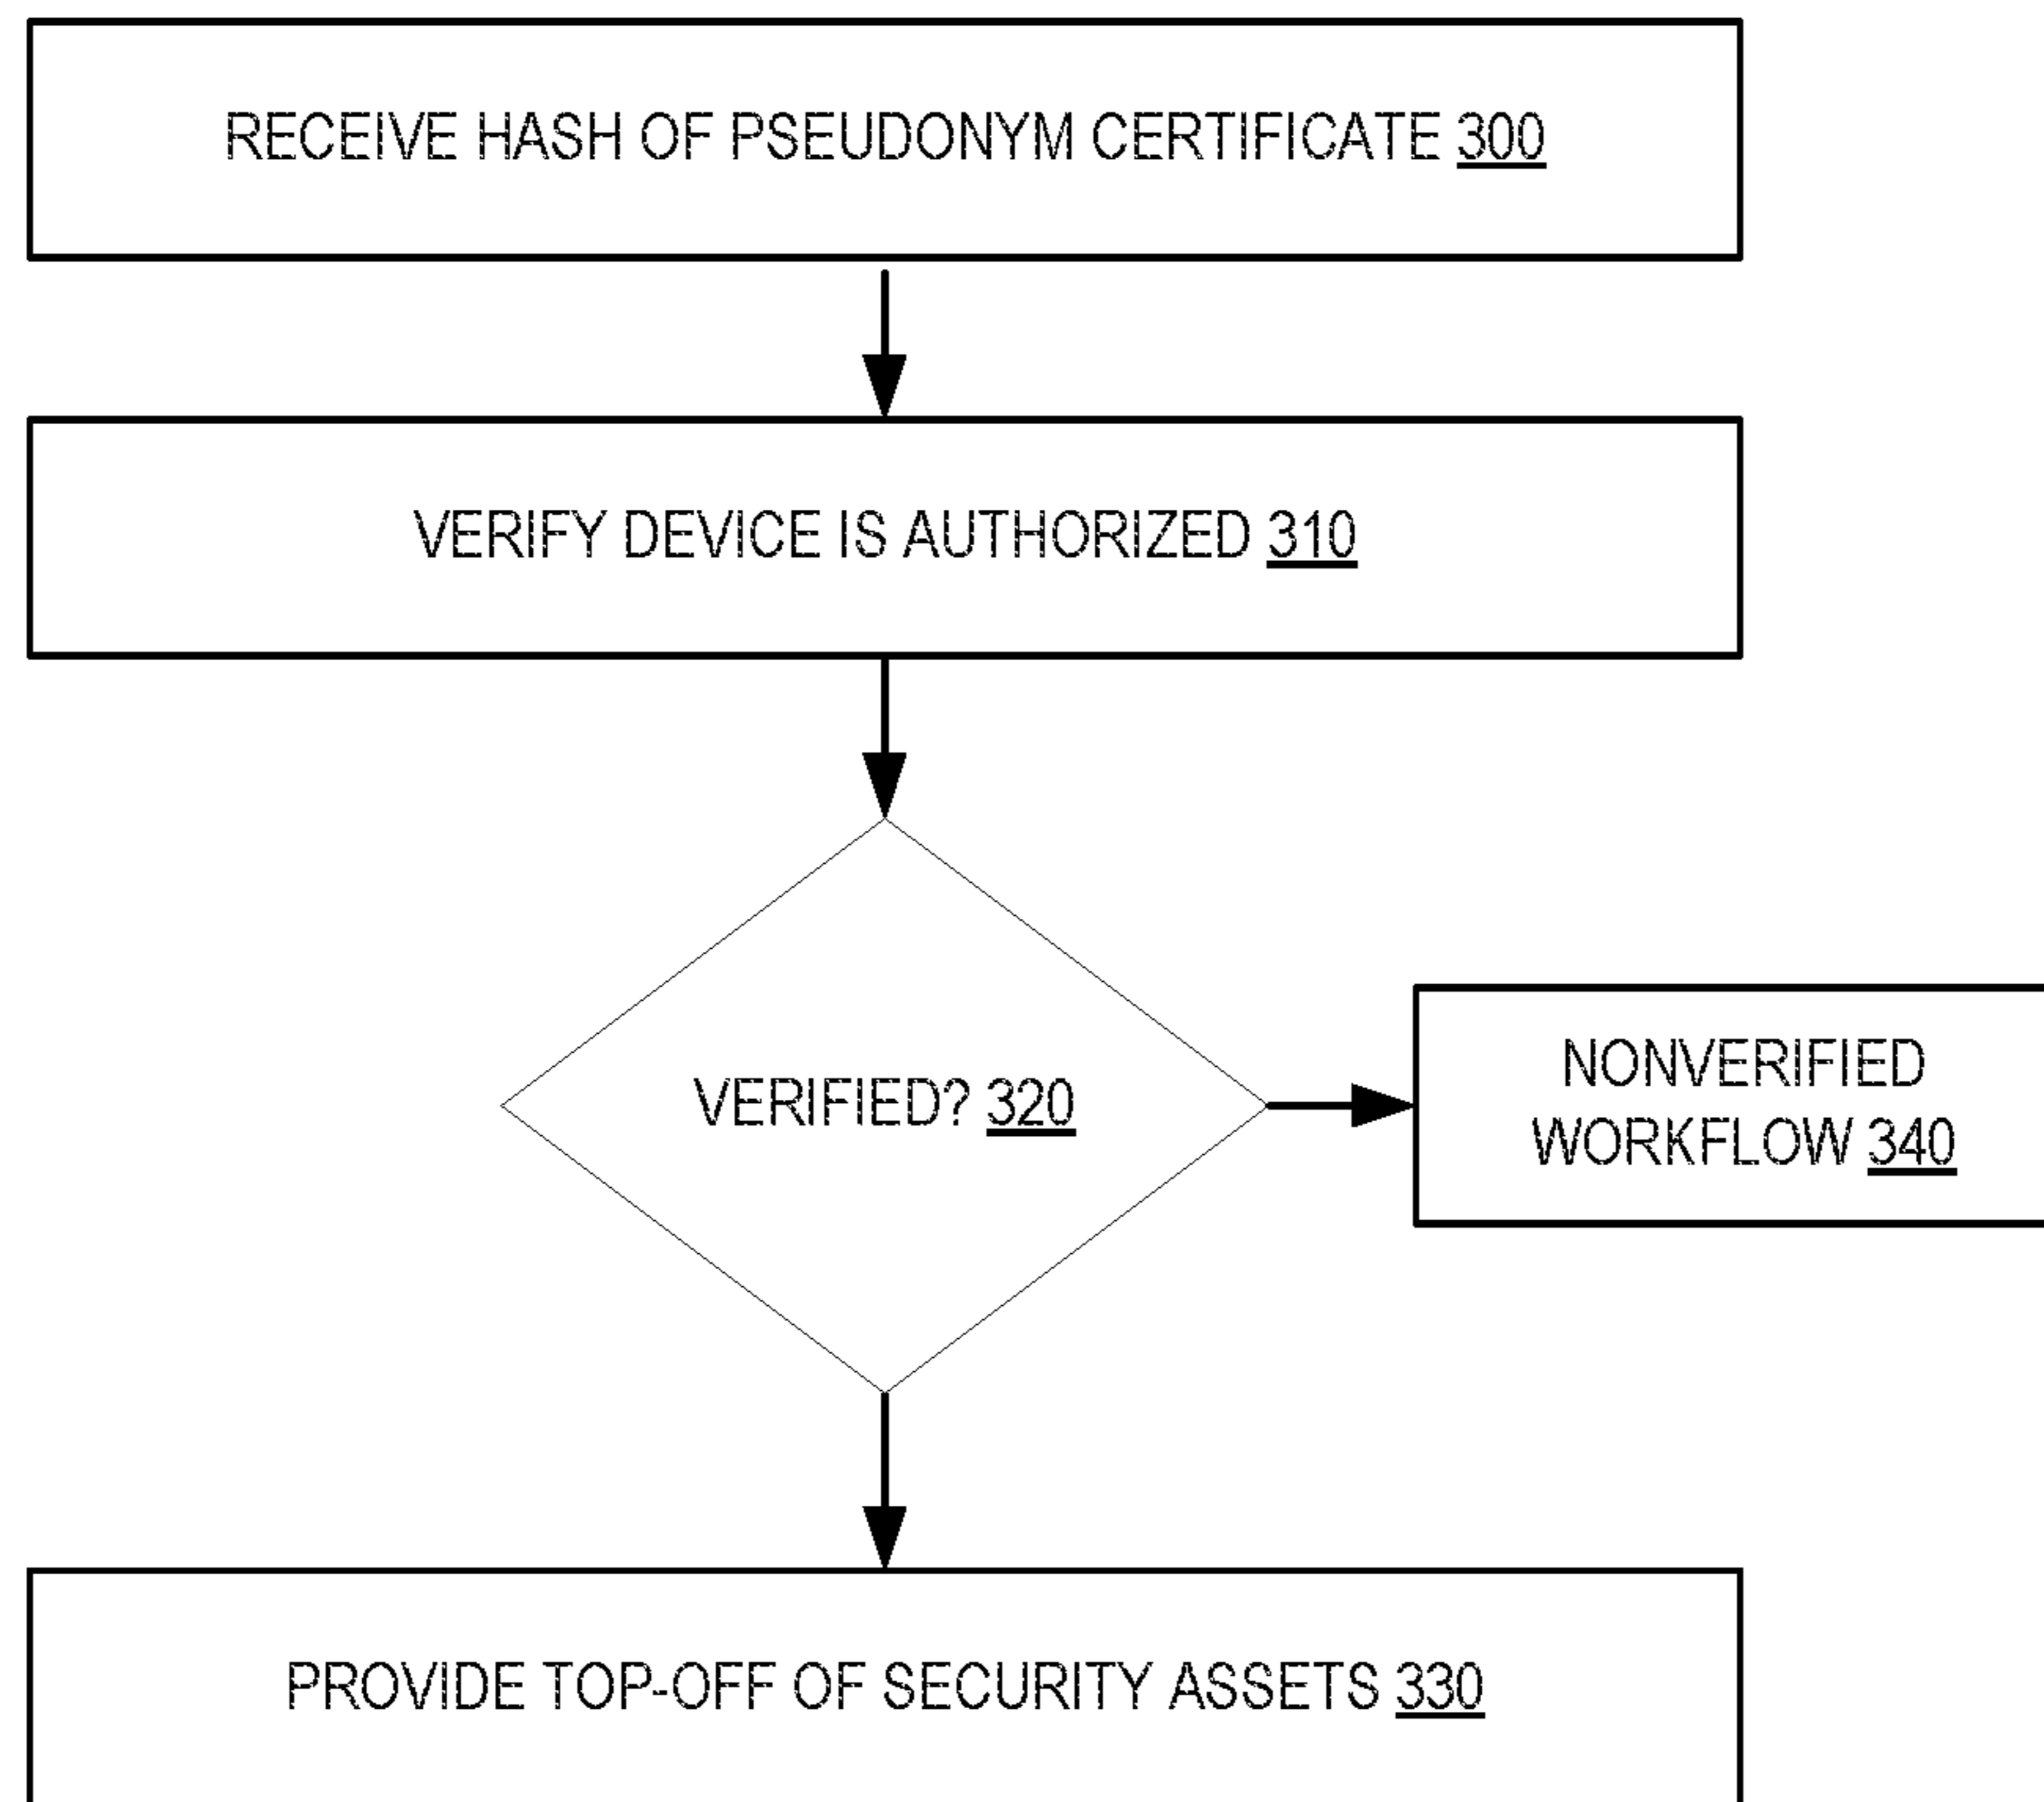 RECEIVE HASH OF PSEUDONYM CERTIFICATE 300
VERIFY DEVICE IS AUTHORIZED 310
VERIFIED? 320
NONVERIFIED
WORKFLOW 340
PROVIDE TOP-OFF OF SECURITY ASSETS 330